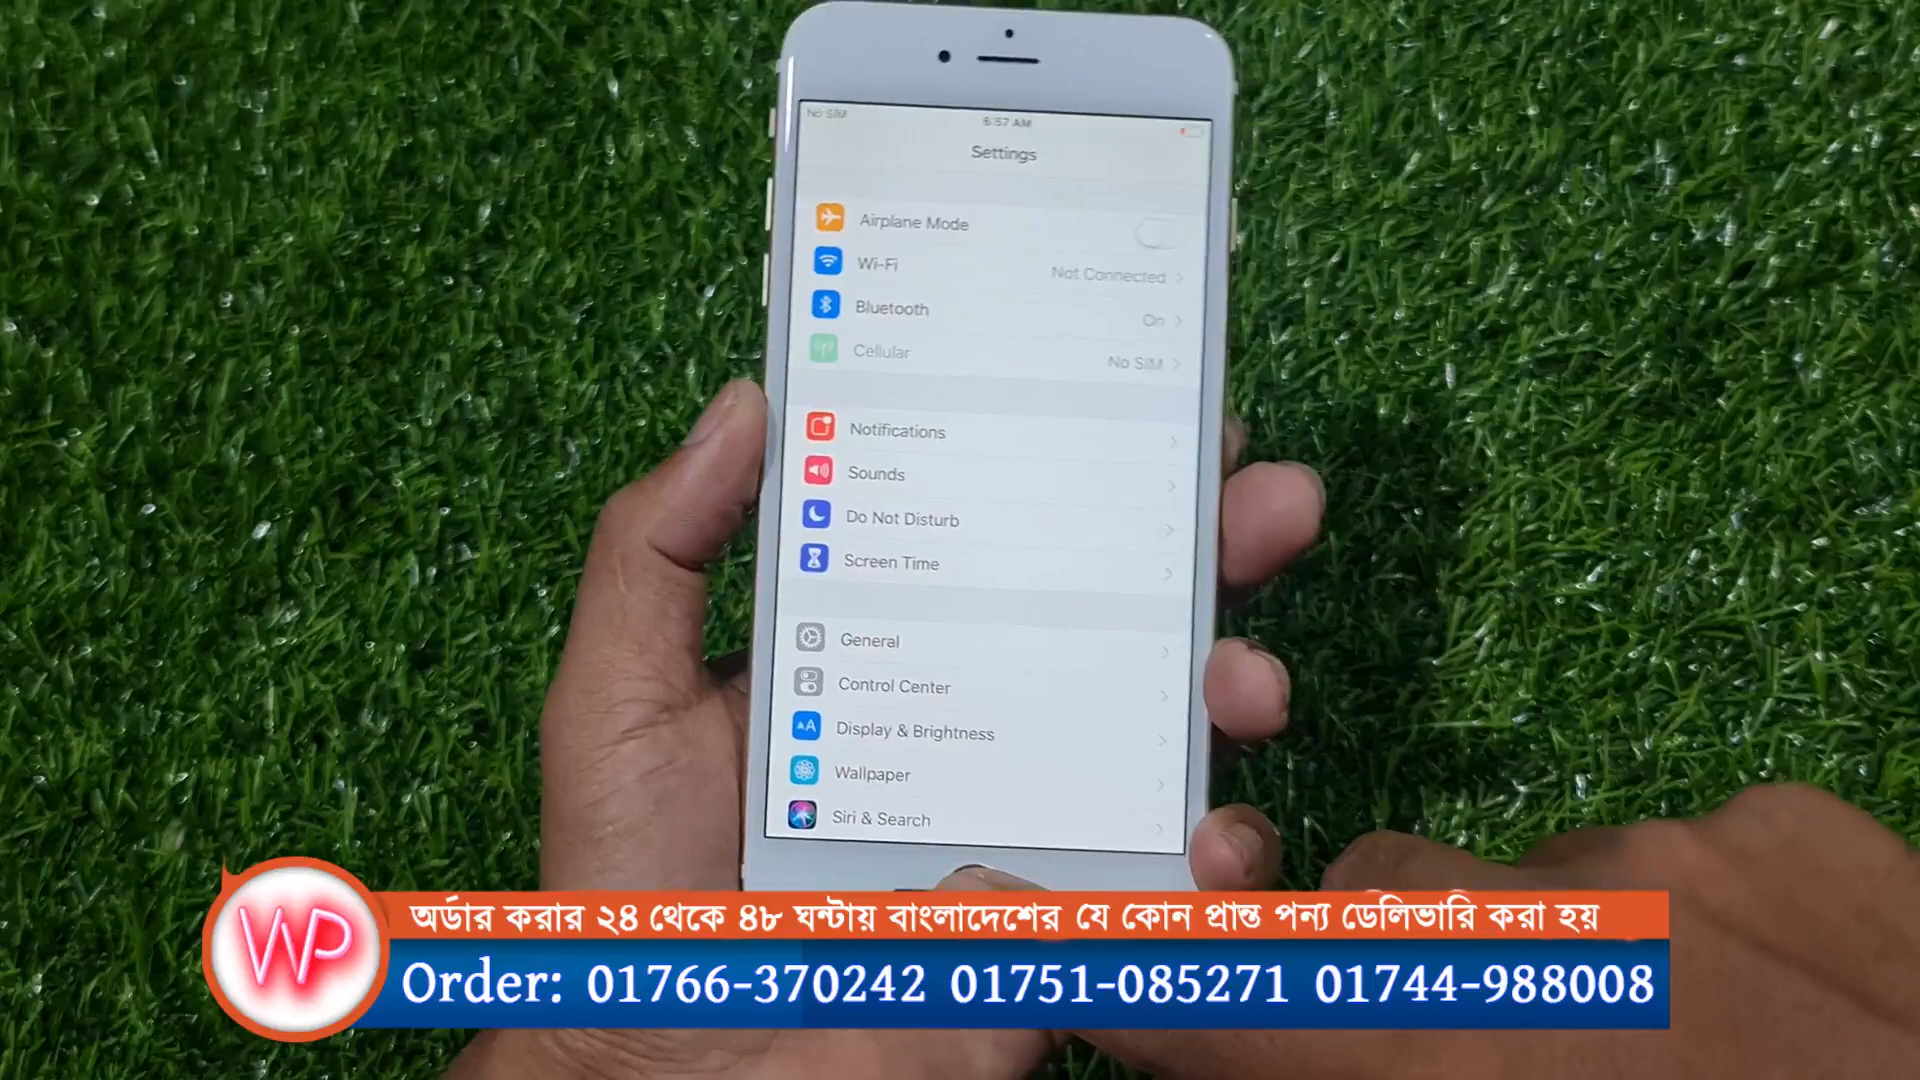 No SIM
6:57 AM
Settings
Airplane Mode
Wi-Fi
Not Connected
Bluetooth
On
Cellular
No SIM
Notifications
Sounds
Do Not Disturb
Screen Time
General
Control Center
AA
Display & Brightness
Wallpaper
Siri & Search
WP
অর্ডার করার ২৪ থেকে ৪৮ ঘন্টায় বাংলাদেশের যে কোন প্রান্ত পন্য ডেলিভারি করা হয়
Order: 01766-370242 01751-085271 01744-988008